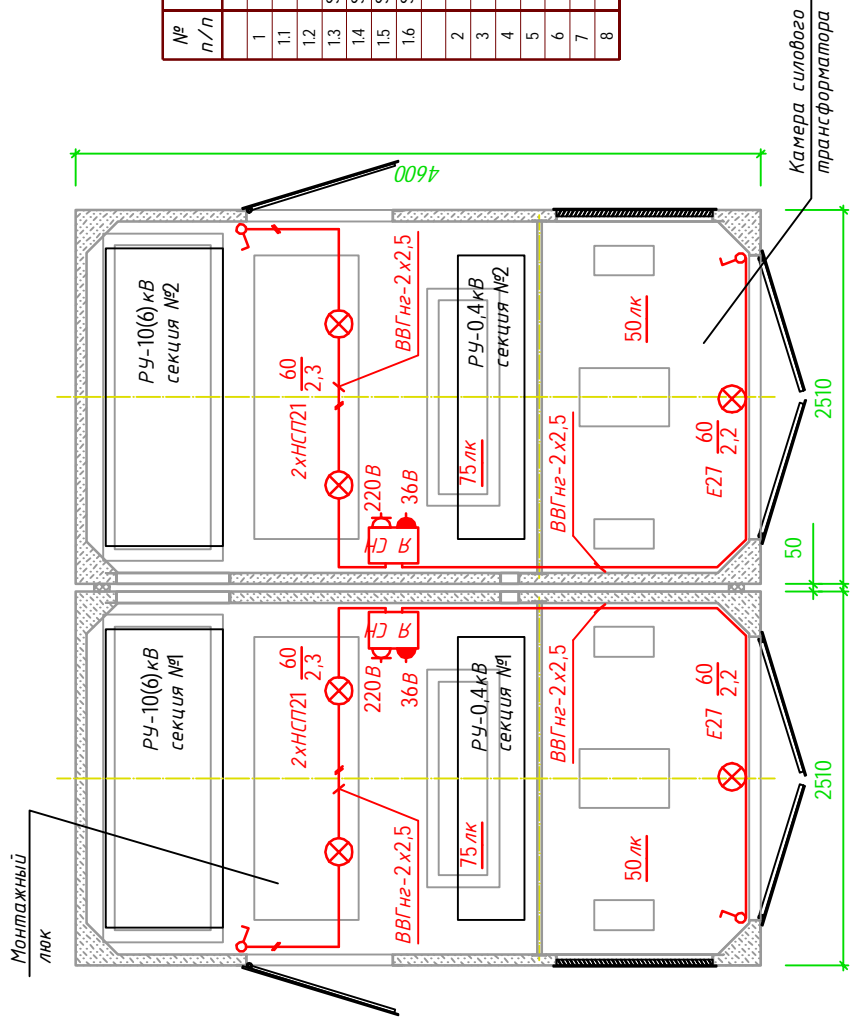 №
п/п
1
1.1
1.2
1.3
1.4
1.5
1.6
2
3
4
5
6
7
8
Камера силового
трансформатора
4600
РУ-10(6)кВ
секция №2
60
2,3
2хНСП21
ВВГнг-2х2,5
220В
36В
ЯСН
75лк
РУ-0,4кВ
секция №2
ВВГнг-2х2,5
50лк
Е27
60
2,2
2510
50
Монтажный
люк
РУ-10(6)кВ
секция №1
60
2,3
2хНСП21
ВВГнг-2х2,5
220В
36В
ЯСН
75лк
РУ-0,4кВ
секция №1
ВВГнг-2х2,5
50лк
Е27
60
2,2
2510